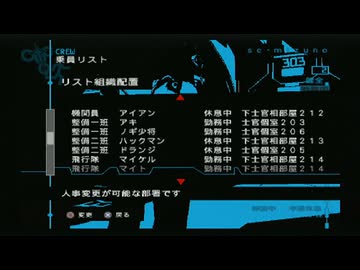 CREW
sc-mizuno
乗員リスト
303
リスト組織配置
機関員 アイアン 休息中 下士官相部屋212
整備一班 アキ 勤務中 士官個室203
整備一班 ノギ少将 休息中 士官個室206
整備二班 ハックマン 勤務中 下士官相部屋213
整備二班 ドランジ 休息中 士官個室205
飛行隊 マイケル 勤務中 下士官相部屋214
飛行隊 マイト 休息中 下士官相部屋214
人事変更が可能な部署です
変更 戻る